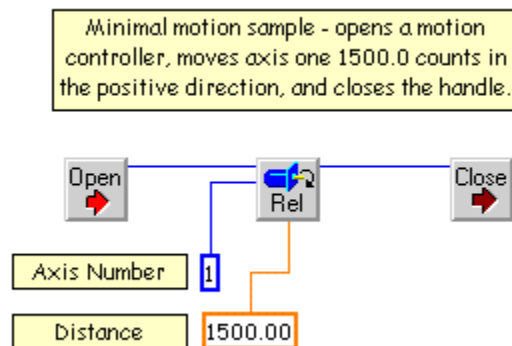 Minimal motion sample - opens a motion
controller, moves axis one 1500.0 counts in
the positive direction, and closes the handle.
Open
Rel
Close
Axis Number
1
Distance
1500.00